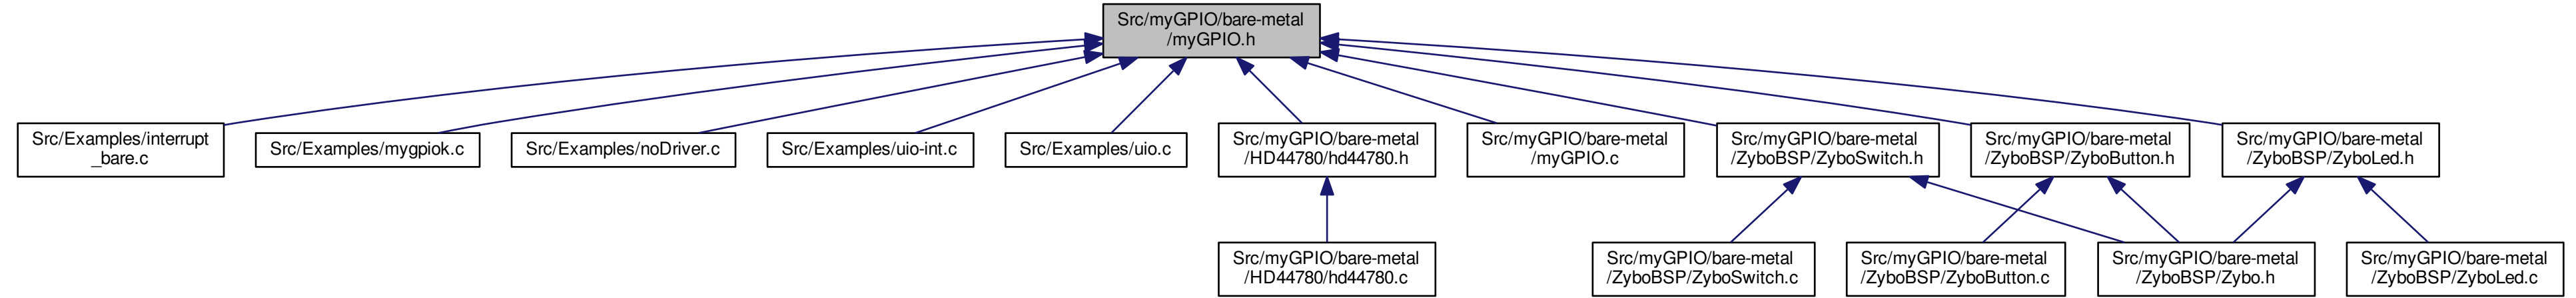 Src/myGPIO/bare-metal
/myGPIO.h
Src/Examples/interrupt
_bare.c
Src/Examples/mygpiok.c
Src/Examples/noDriver.c
Src/Examples/uio-int.c
Src/Examples/uio.c
Src/myGPIO/bare-metal
/HD44780/hd44780.h
Src/myGPIO/bare-metal
/myGPIO.c
Src/myGPIO/bare-metal
/ZyboBSP/ZyboSwitch.h
Src/myGPIO/bare-metal
/ZyboBSP/ZyboButton.h
Src/myGPIO/bare-metal
/ZyboBSP/ZyboLed.h
Src/myGPIO/bare-metal
/HD44780/hd44780.c
Src/myGPIO/bare-metal
/ZyboBSP/ZyboSwitch.c
Src/myGPIO/bare-metal
/ZyboBSP/ZyboButton.c
Src/myGPIO/bare-metal
/ZyboBSP/Zybo.h
Src/myGPIO/bare-metal
/ZyboBSP/ZyboLed.c